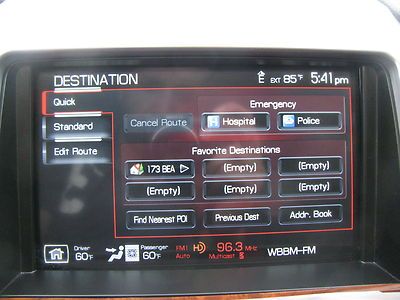 DESTINATION
E EXT 85°F 5:41 pm
Quick
Standard
Edit Route
Emergency
Cancel Route
H Hospital
Police
Favorite Destinations
173 BEA
(Empty)
(Empty)
(Empty)
(Empty)
(Empty)
Find Nearest POI
Previous Dest
Addr. Book
Driver
60°F
Passenger
60°F
FM1
Auto
HD
96.3 MHz
Multicast
WBBM-FM